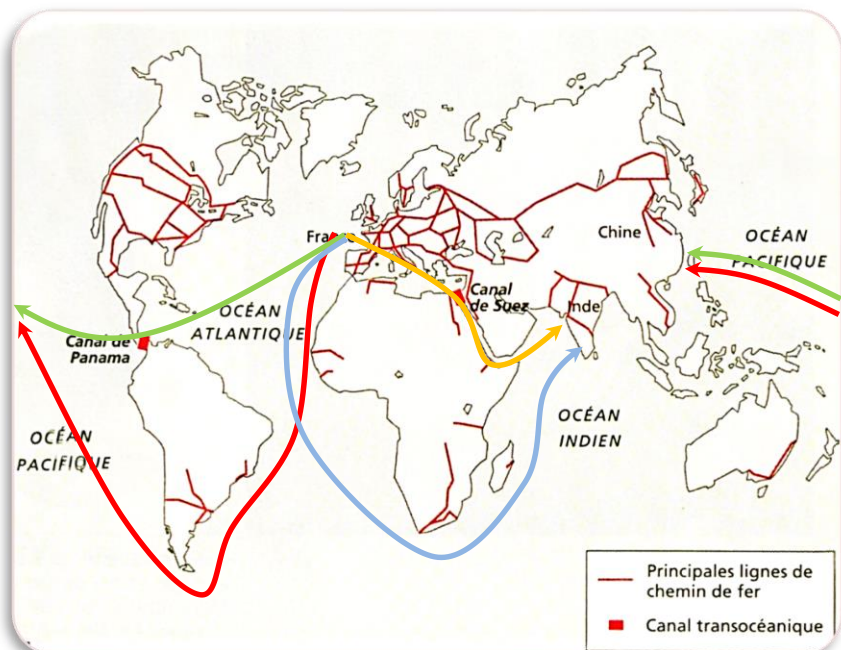 France
Chine
OCÉAN
PACIFIQUE
Canal
de Suez
Inde
OCÉAN
ATLANTIQUE
Canal de
Panama
OCÉAN
INDIEN
OCÉAN
PACIFIQUE
Principales lignes de
chemin de fer
Canal transocéanique